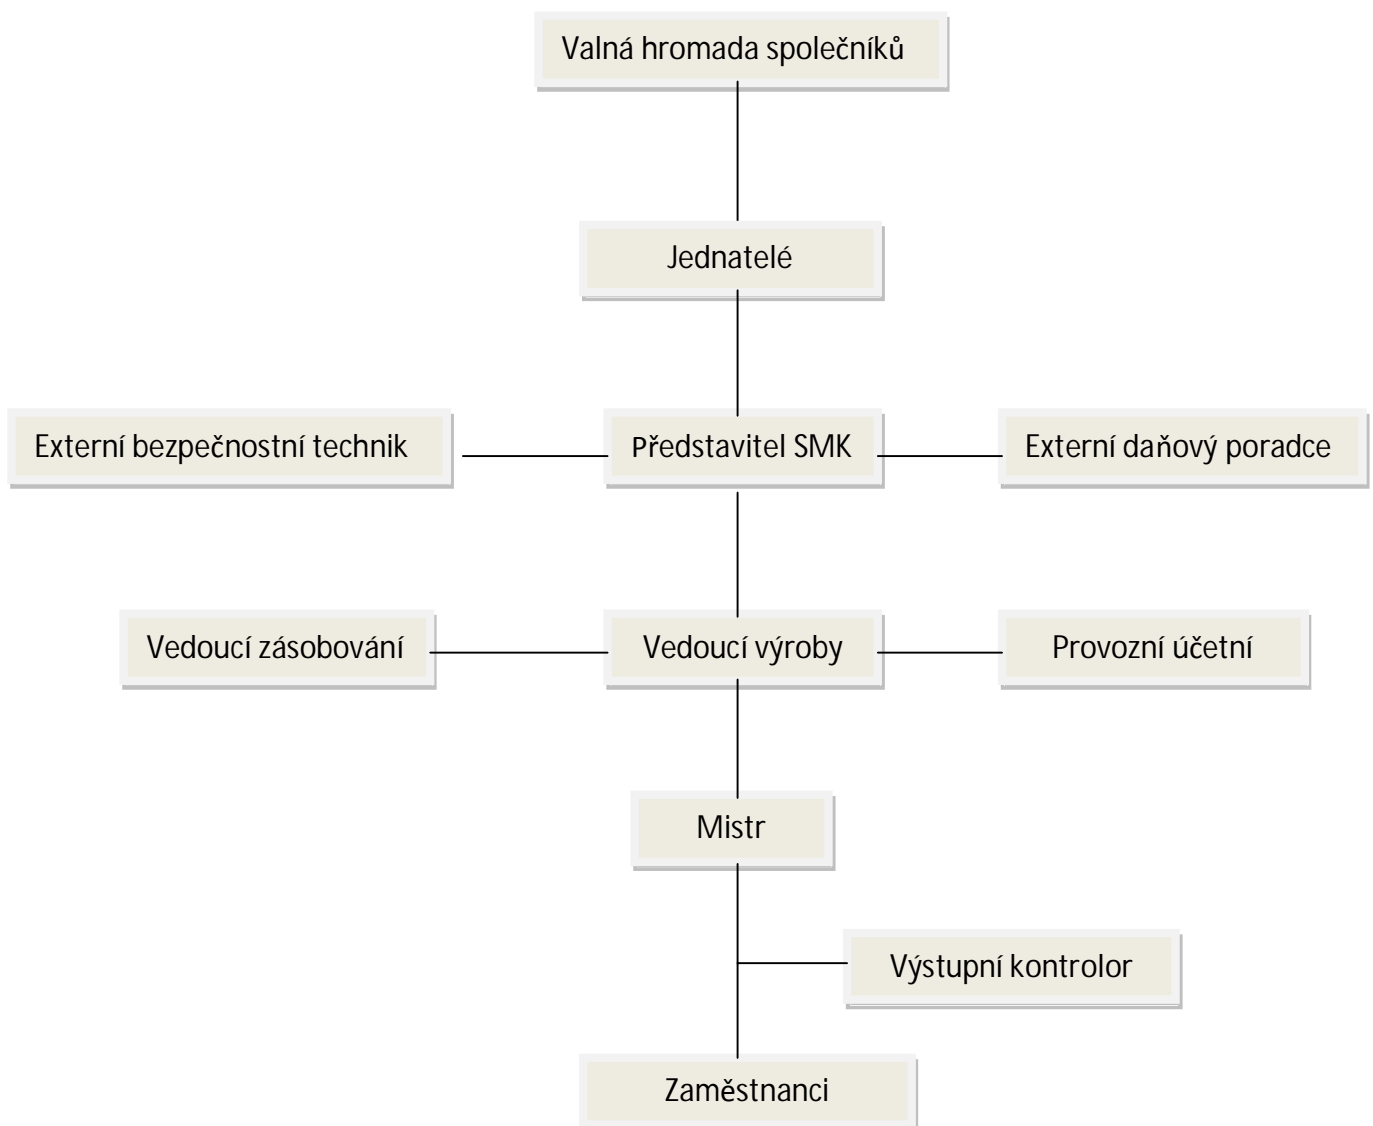 Valná hromada společníků
Jednatelé
Externí bezpečnostní technik
Představitel SMK
Externí daňový poradce
Vedoucí zásobování
Vedoucí výroby
Provozní účetní
Mistr
Výstupní kontrolor
Zaměstnanci